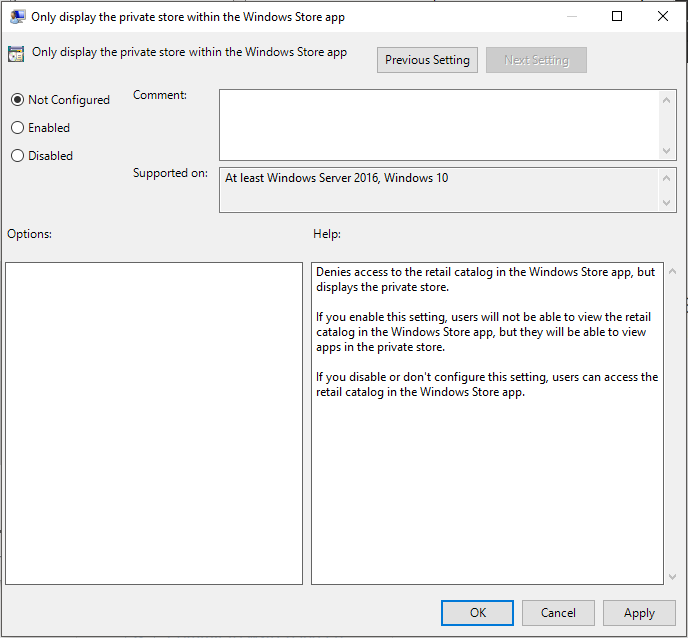 Only display the private store within the Windows Store app
Only display the private store within the Windows Store app
Previous Setting
Next Setting
Not Configured
Comment:
Enabled
Disabled
Supported on:
At least Windows Server 2016, Windows 10
Options:
Help:
Denies access to the retail catalog in the Windows Store app, but
displays the private store.
If you enable this setting, users will not be able to view the retail
catalog in the Windows Store app, but they will be able to view
apps in the private store.
If you disable or don't configure this setting, users can access the
retail catalog in the Windows Store app.
OK
Cancel
Apply